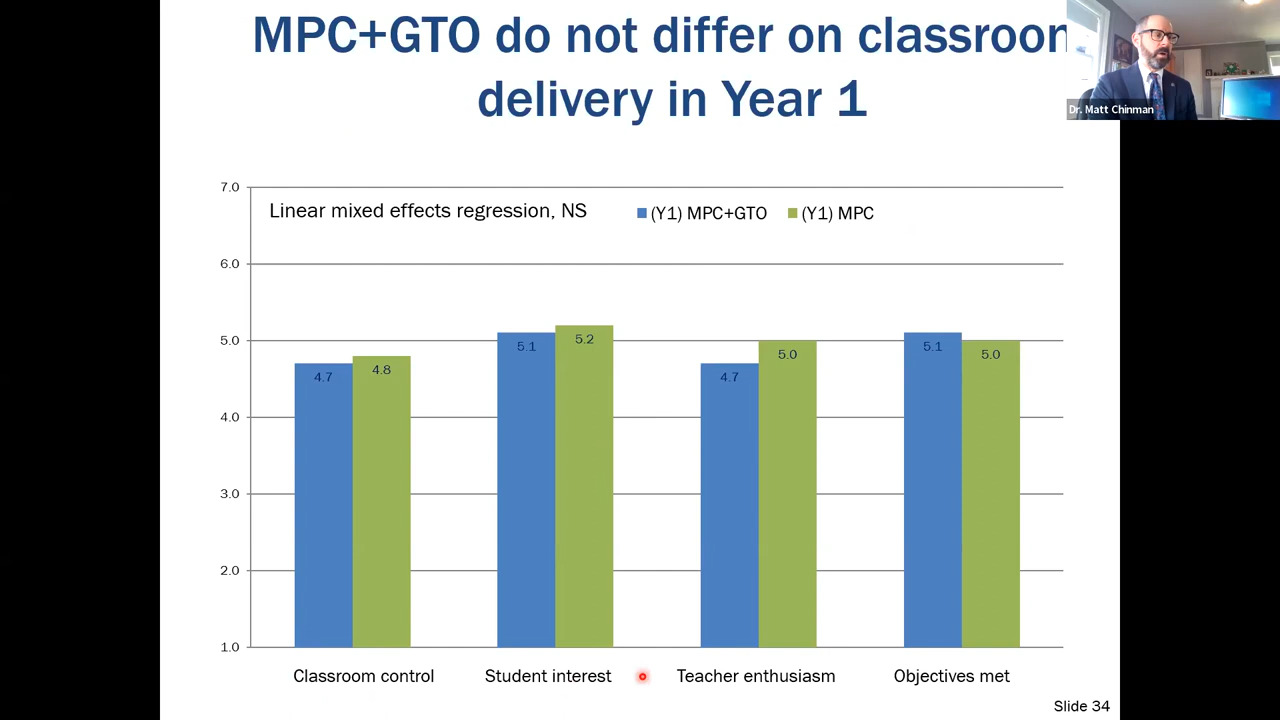 MPC+GTO do not differ on classroom
delivery in Year 1
Dr. Matt Chinman
Linear mixed effects regression, NS
(Y1) MPC+GTO
(Y1) MPC
7.0
6.0
5.0
4.0
3.0
2.0
1.0
4.7
4.8
5.1
5.2
4.7
5.0
5.1
5.0
Classroom control
Student interest
Teacher enthusiasm
Objectives met
Slide 34